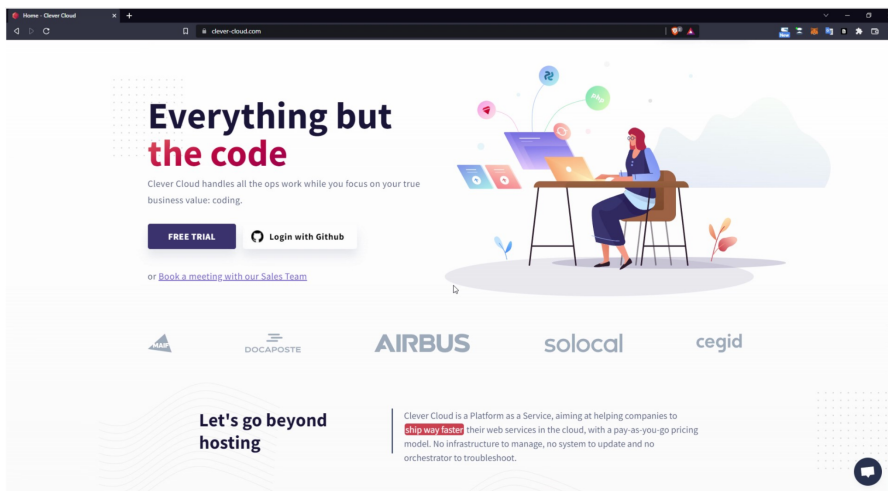 Home - Clever Cloud
clever-cloud.com
New
Everything but
the code
Clever Cloud handles all the ops work while you focus on your true
business value: coding.
FREE TRIAL
Login with Github
or Book a meeting with our Sales Team
MAIF
DOCAPOSTE
AIRBUS
solocal
cegid
Let's go beyond
hosting
Clever Cloud is a Platform as a Service, aiming at helping companies to
ship way faster their web services in the cloud, with a pay-as-you-go pricing
model. No infrastructure to manage, no system to update and no
orchestrator to troubleshoot.